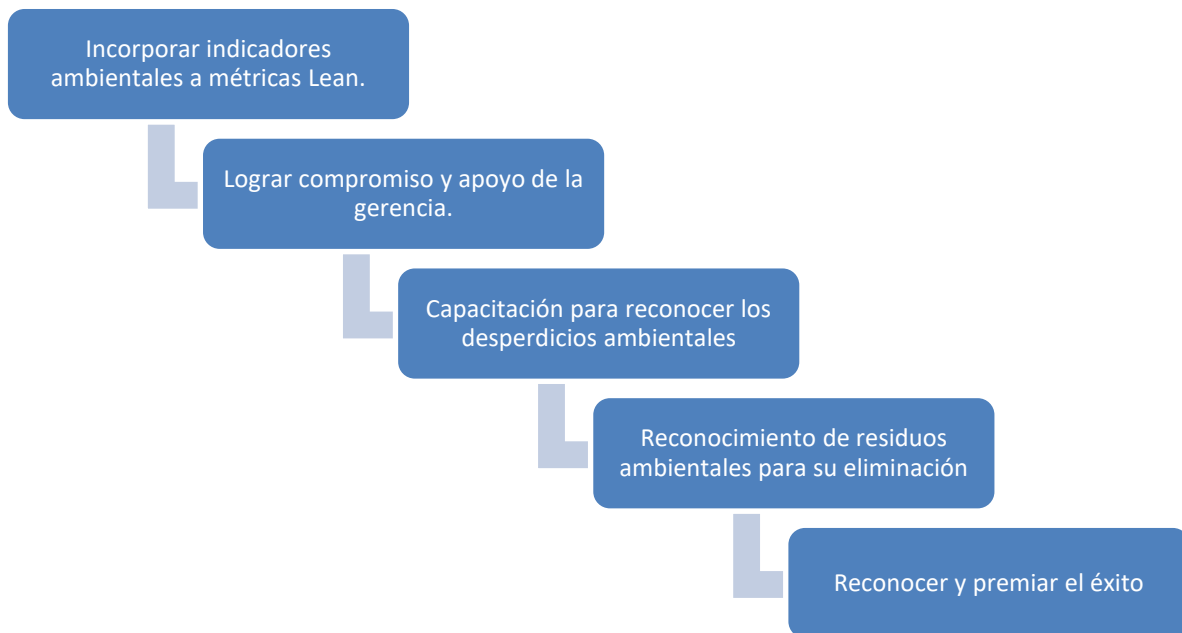 Incorporar indicadores
ambientales a métricas Lean.
Lograr compromiso y apoyo de la
gerencia.
Capacitación para reconocer los
desperdicios ambientales
Reconocimiento de residuos
ambientales para su eliminación
Reconocer y premiar el éxito